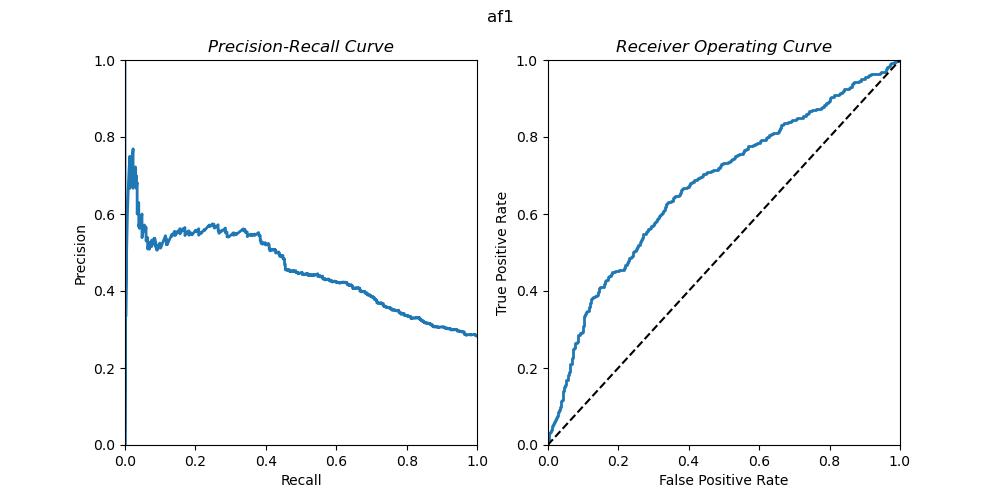 af1
Precision-Recall Curve
1.0
0.8
0.6
0.4
0.2
0.0
Precision
0.0 0.2 0.4 0.6 0.8 1.0
Recall
Receiver Operating Curve
1.0
0.8
0.6
0.4
0.2
0.0
True Positive Rate
0.0 0.2 0.4 0.6 0.8 1.0
False Positive Rate